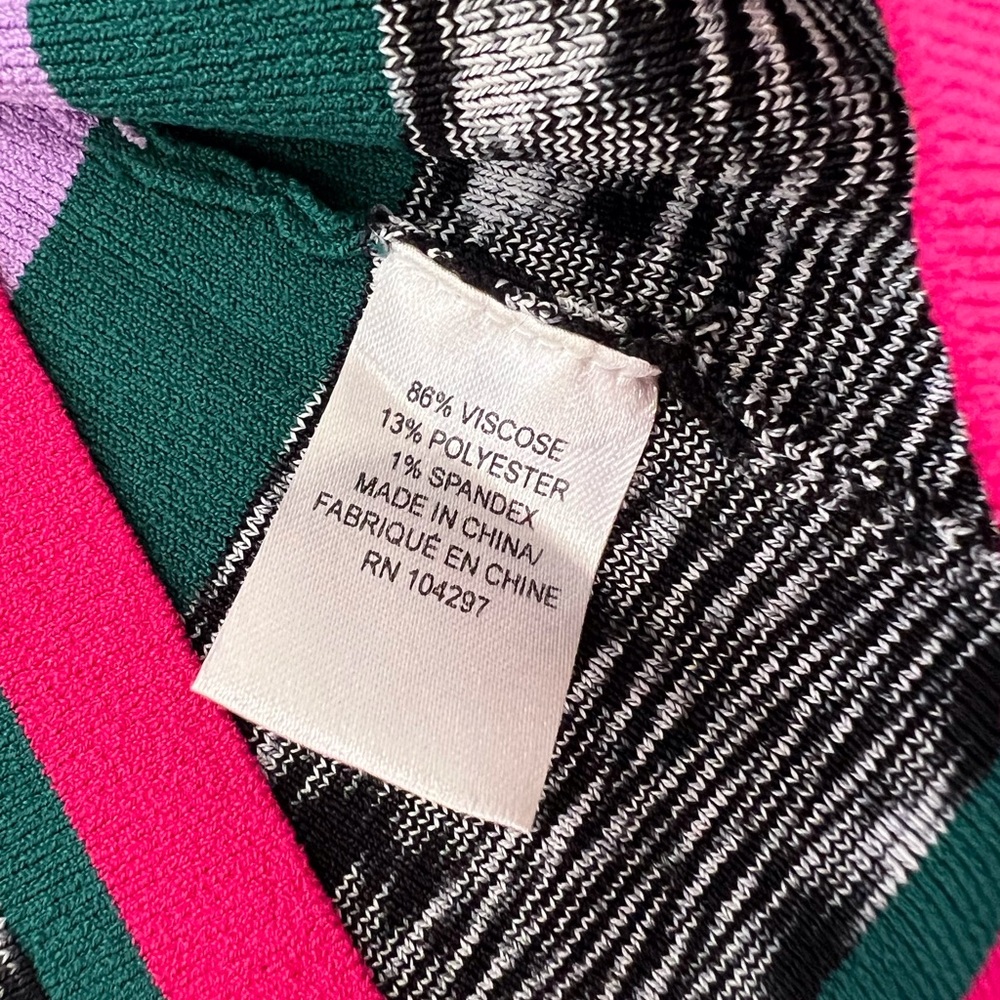 86% VISCOSE
13% POLYESTER
1% SPANDEX
MADE IN CHINA/
FABRIQUÉ EN CHINE
RN 104297